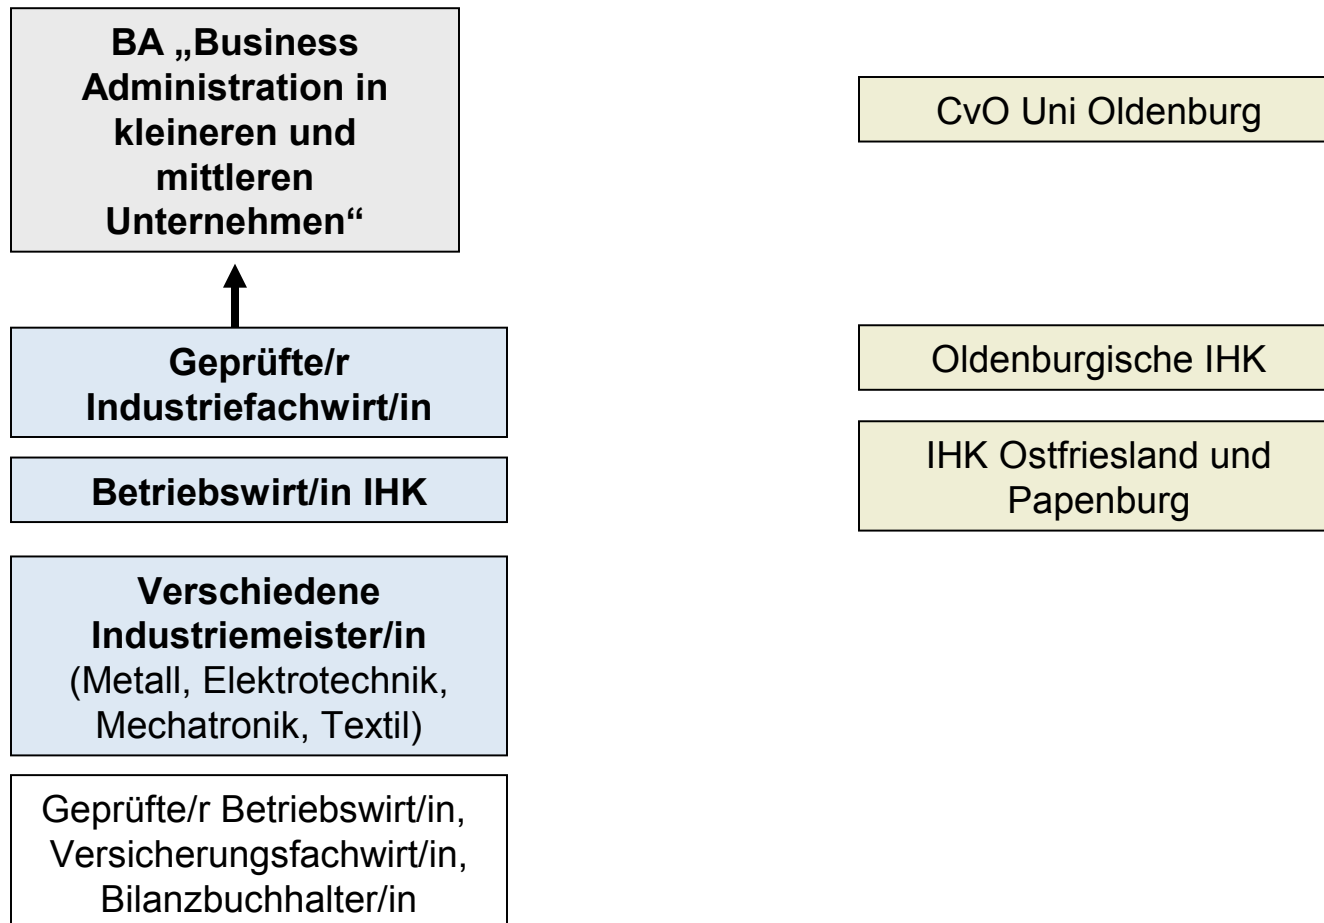 BA „Business
Administration in
kleineren und
mittleren
Unternehmen“
CvO Uni Oldenburg
Geprüfte/r
Industriefachwirt/in
Oldenburgische IHK
Betriebswirt/in IHK
IHK Ostfriesland und
Papenburg
Verschiedene
Industriemeister/in
(Metall, Elektrotechnik,
Mechatronik, Textil)
Geprüfte/r Betriebswirt/in,
Versicherungsfachwirt/in,
Bilanzbuchhalter/in